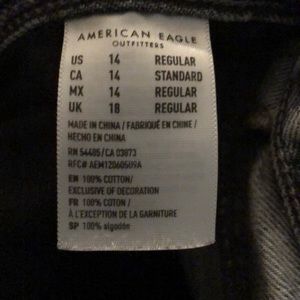 AMERICAN EAGLE
OUTFITTERS
US 14 REGULAR
CA 14 STANDARD
MX 14 REGULAR
UK 18 REGULAR
MADE IN CHINA / FABRIQUÉ EN CHINE /
HECHO EN CHINA
RN 54485/CA 03873
RFC# AEM1206050U9A
EN 100% COTTON/
EXCLUSIVE OF DECORATION
FR 100% COTON /
À L'EXCEPTION DE LA GARNITURE
SP 100% algodón